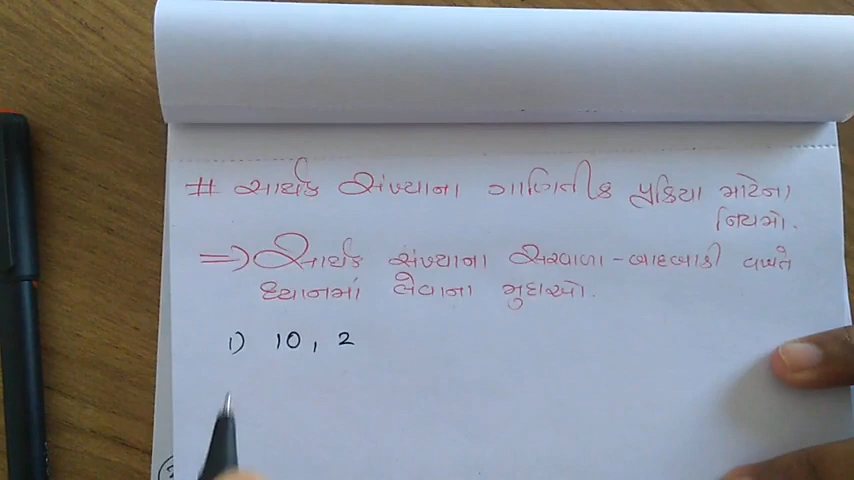 # સાર્થક સંખ્યાના ગાણિતીક પ્રક્રિયા માટેના
નિયમો.
=) સાર્થક સંખ્યાના સરવાળા - બાદબાકી વખતે
ધ્યાનમાં લેવાના મુદ્દાઓ.
1) 10, 2